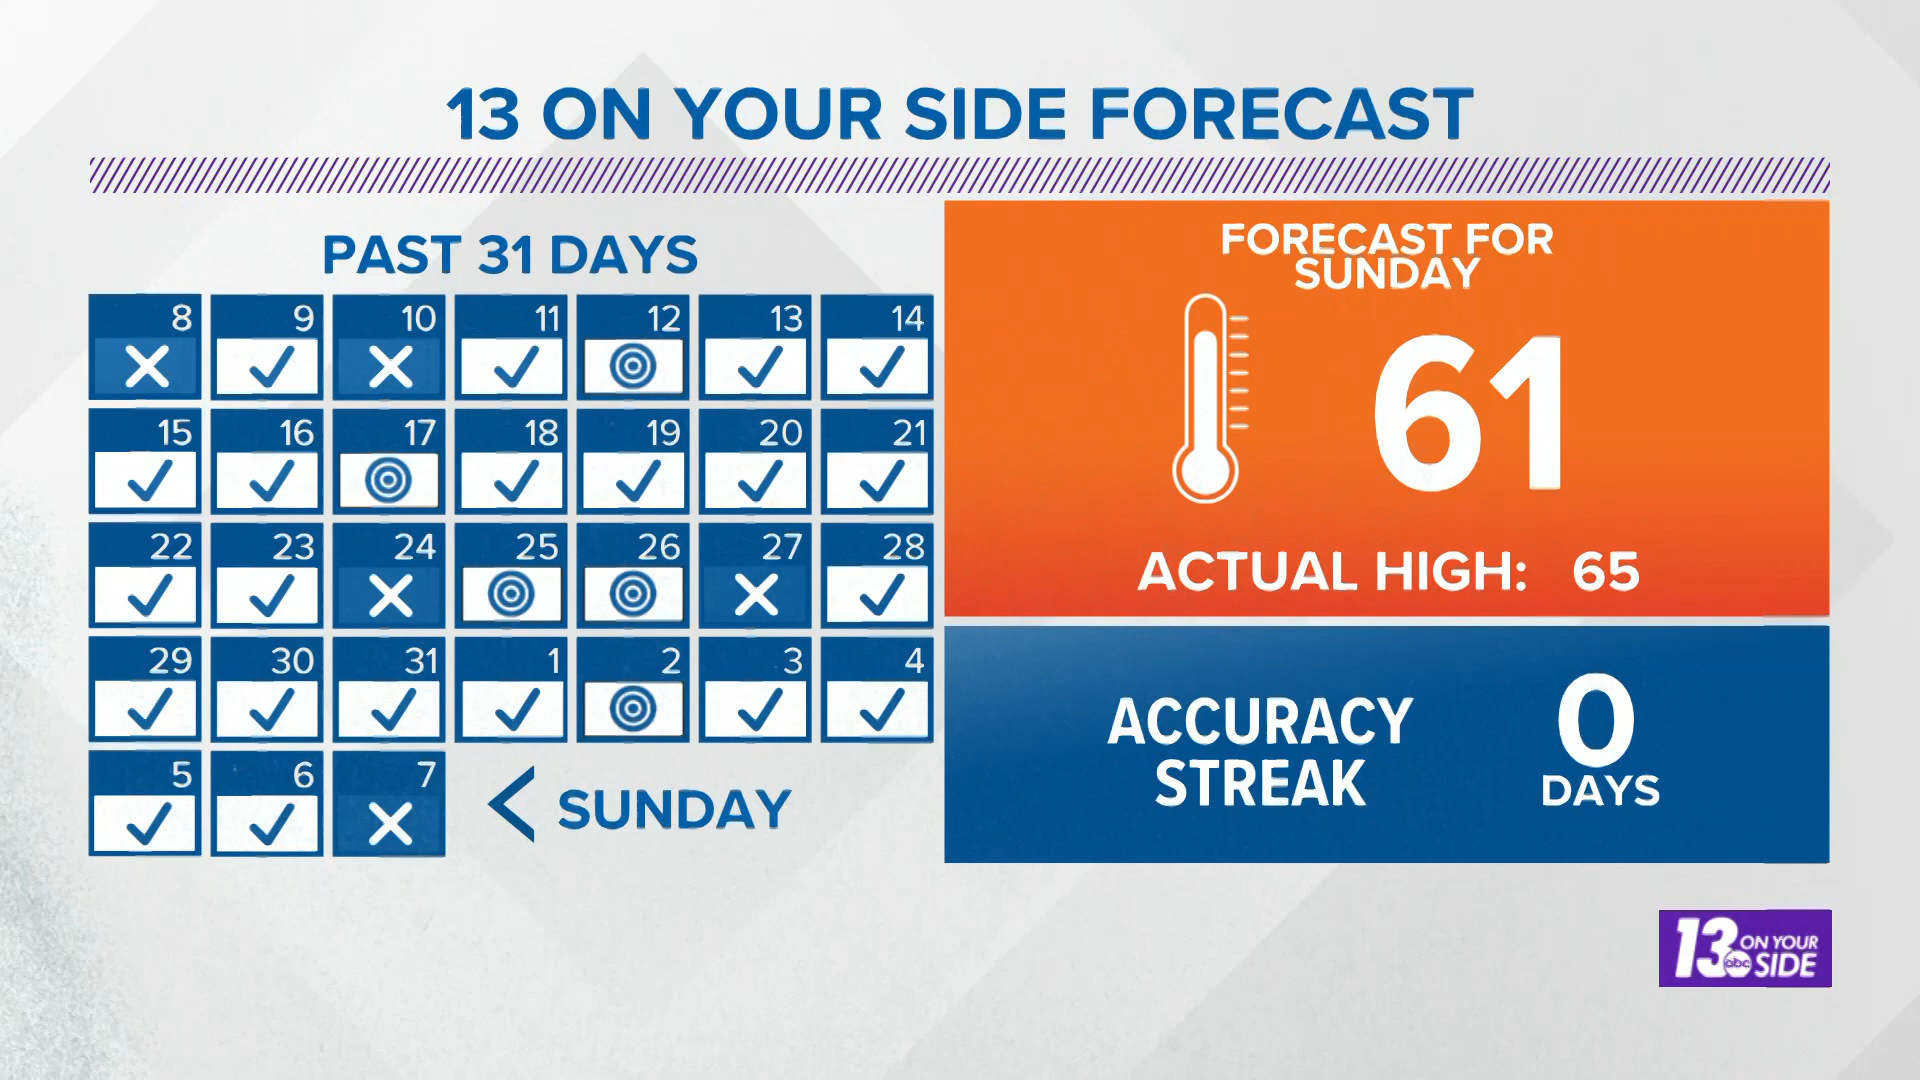 13 ON YOUR SIDE FORECAST
PAST 31 DAYS
8 9 10 11 12 13 14
15 16 17 18 19 20 21
22 23 24 25 26 27 28
29 30 31 1 2 3 4
5 6 7
< SUNDAY
FORECAST FOR
SUNDAY
61
ACTUAL HIGH: 65
ACCURACY
STREAK
0
DAYS
13 abc ON YOUR
SIDE